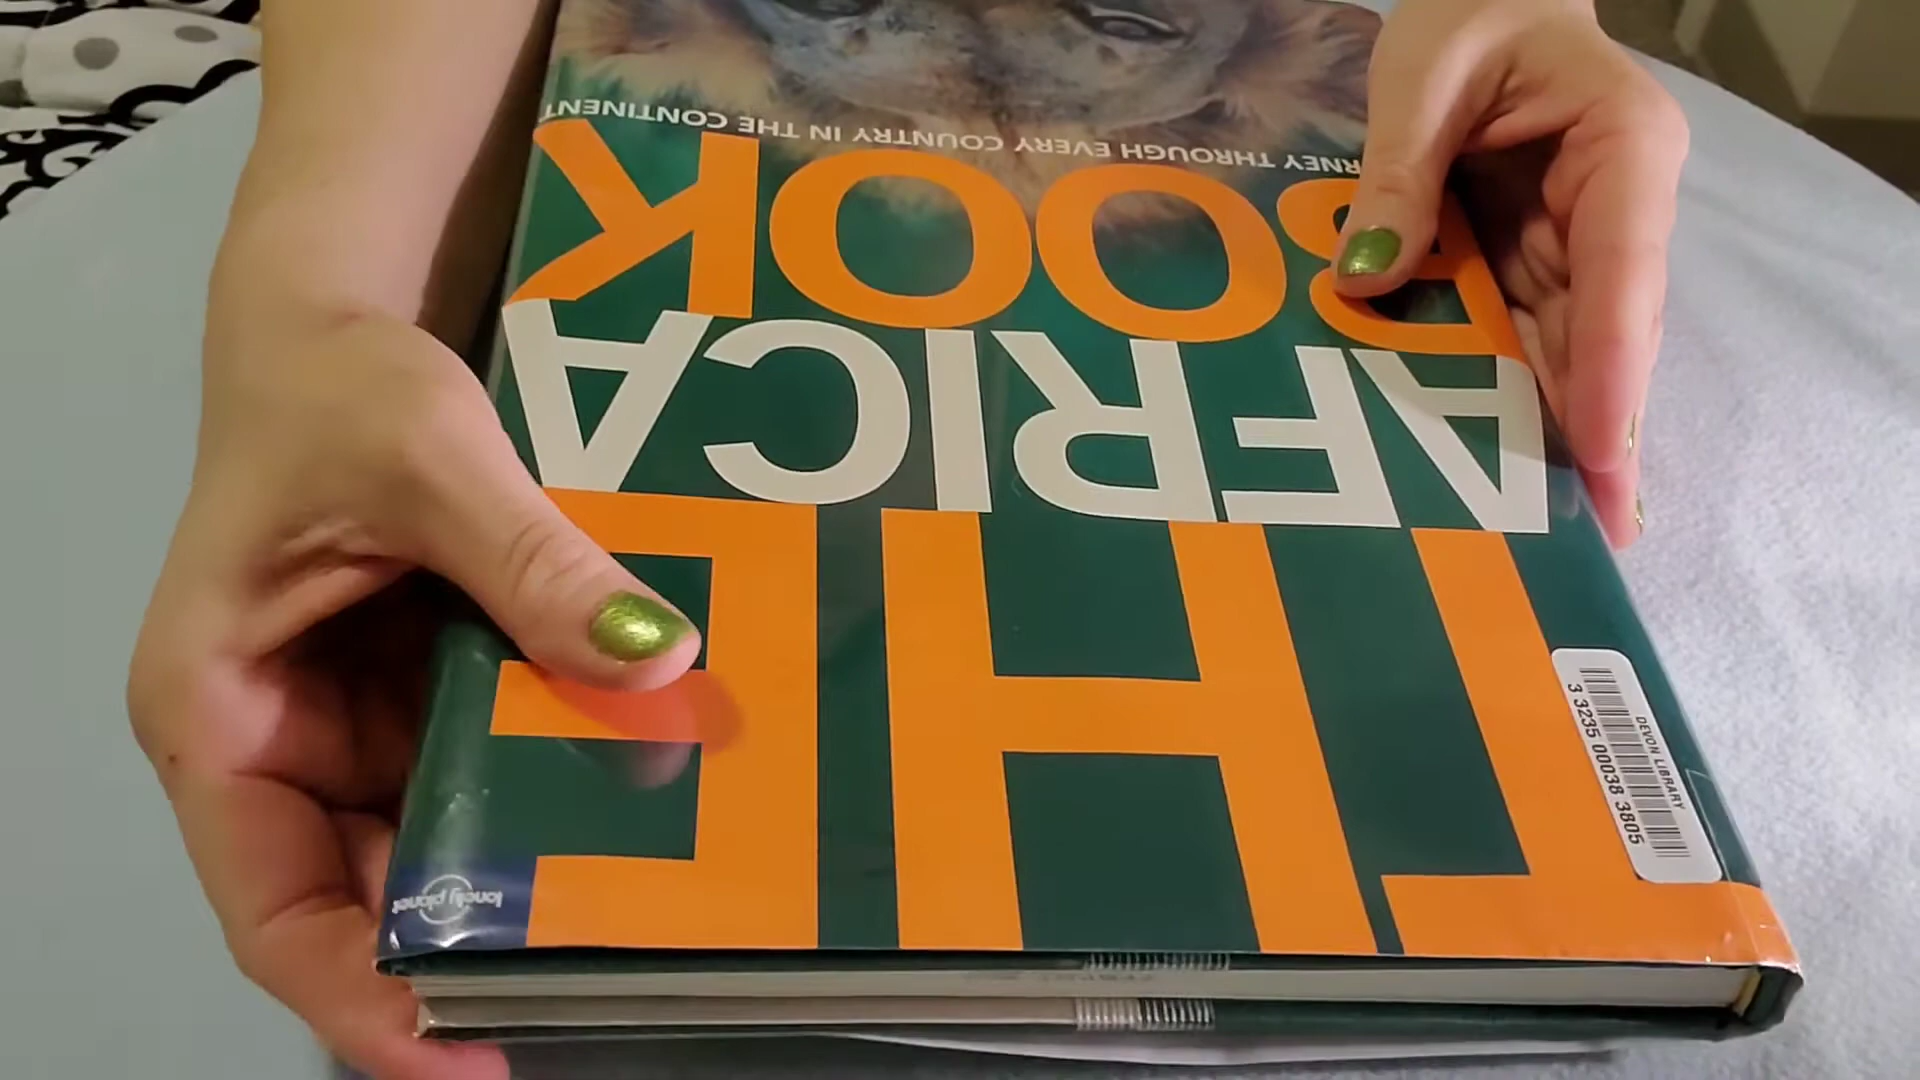 THE
AFRICA
BOOK
RNEY THROUGH EVERY COUNTRY IN THE CONTINENT
lonely planet
DEVON LIBRARY
3 3235 00038 3805